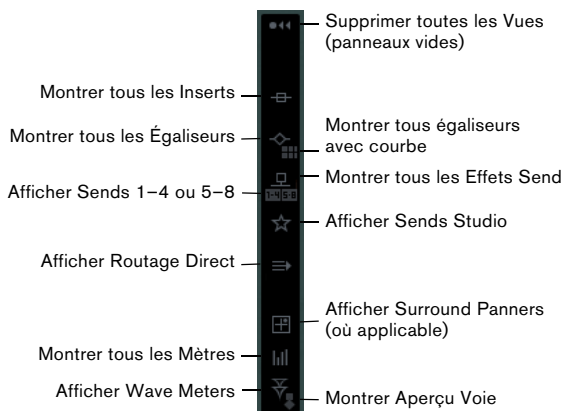 Supprimer toutes les Vues
(panneaux vides)
Montrer tous les Inserts
Montrer tous les Égaliseurs
Montrer tous égaliseurs
avec courbe
Montrer tous les Effets Send
Afficher Sends 1–4 ou 5–8
1-4 5-8
Afficher Sends Studio
Afficher Routage Direct
Afficher Surround Panners
(où applicable)
Montrer tous les Mètres
Afficher Wave Meters
Montrer Aperçu Voie